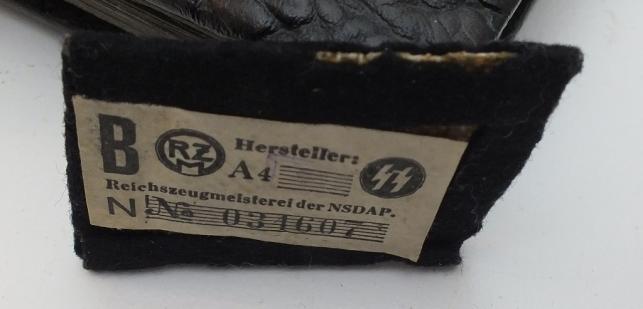 B RZM Hersteller:
A4
Reichszeugmeisterei der NSDAP.
N № 031607